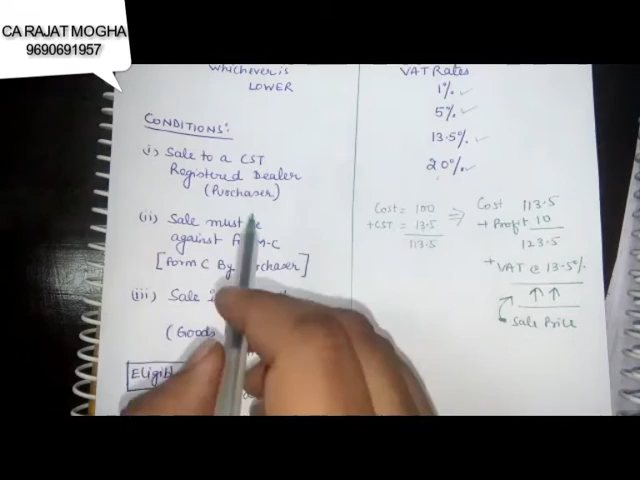 CA RAJAT MOGHA
9690691957
whichever is
LOWER
CONDITIONS:
(i) Sale to a CST
Registered Dealer
(Purchaser)
(ii) Sale must
against
[Form C By Purchaser]
(iii) Sale
(Goods
Eligibl
VAT Rates
1%
5%
13.5%
20%
Cost = 100
+CST = 13.5
113.5
⇒
Cost 113.5
+ Profit 10
123.5
+ VAT @ 13.5%
Sale Price